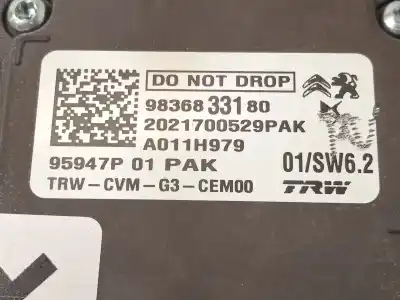 DO NOT DROP
98368 331 80
2021700529PAK
A011H979
95947P 01 PAK
01/SW6.2
TRW-CVM-G3-CEM00
TRW